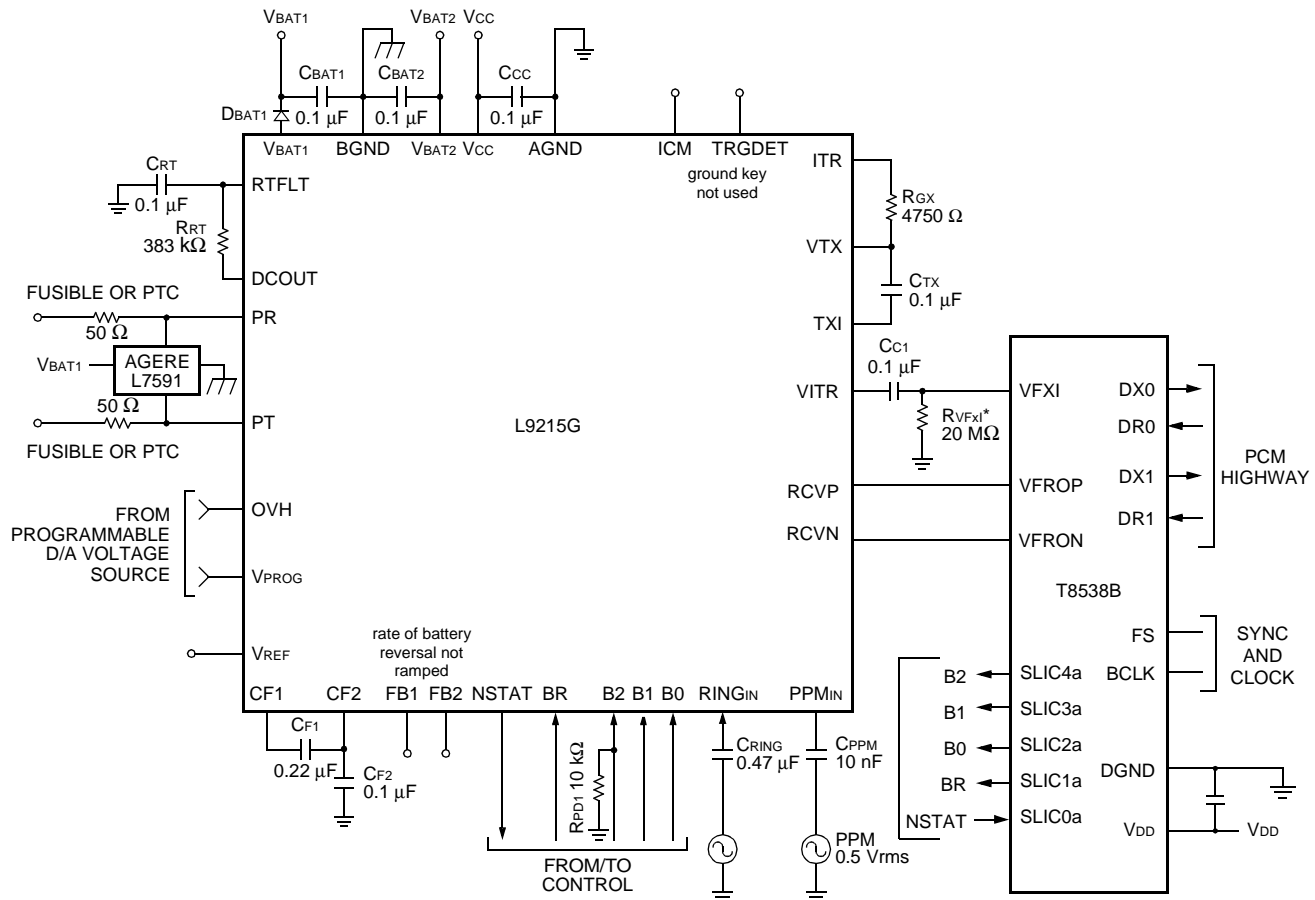 VBAT1
VBAT2
VCC
CBAT1
CBAT2
CCC
DBAT1
0.1 µF
0.1 µF
0.1 µF
VBAT1
BGND
VBAT2
VCC
AGND
ICM
TRGDET
ground key
not used
CRT
0.1 µF
RTFLT
RRT
383 kΩ
DCOUT
FUSIBLE OR PTC
50 Ω
PR
VBAT1
AGERE
L7591
50 Ω
PT
FUSIBLE OR PTC
FROM
PROGRAMMABLE
D/A VOLTAGE
SOURCE
OVH
VPROG
VREF
L9215G
ITR
RGX
4750 Ω
VTX
CTX
0.1 µF
TXI
CC1
0.1 µF
VITR
RVFXI*
20 MΩ
RCVP
RCVN
rate of battery
reversal not
ramped
CF1
CF2
FB1
FB2
NSTAT
BR
B2
B1
B0
RINGIN
PPMIN
CF1
0.22 µF
CF2
0.1 µF
RPD1 10 kΩ
CRING
0.47 µF
CPPM
10 nF
PPM
0.5 Vrms
FROM/TO
CONTROL
VFXI
DX0
DR0
VFROP
DX1
DR1
VFRON
PCM
HIGHWAY
T8538B
FS
BCLK
SYNC
AND
CLOCK
B2
SLIC4a
B1
SLIC3a
B0
SLIC2a
BR
SLIC1a
NSTAT
SLIC0a
DGND
VDD
VDD